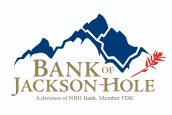 BANK OF
JACKSON HOLE
A division of NBH Bank, Member FDIC